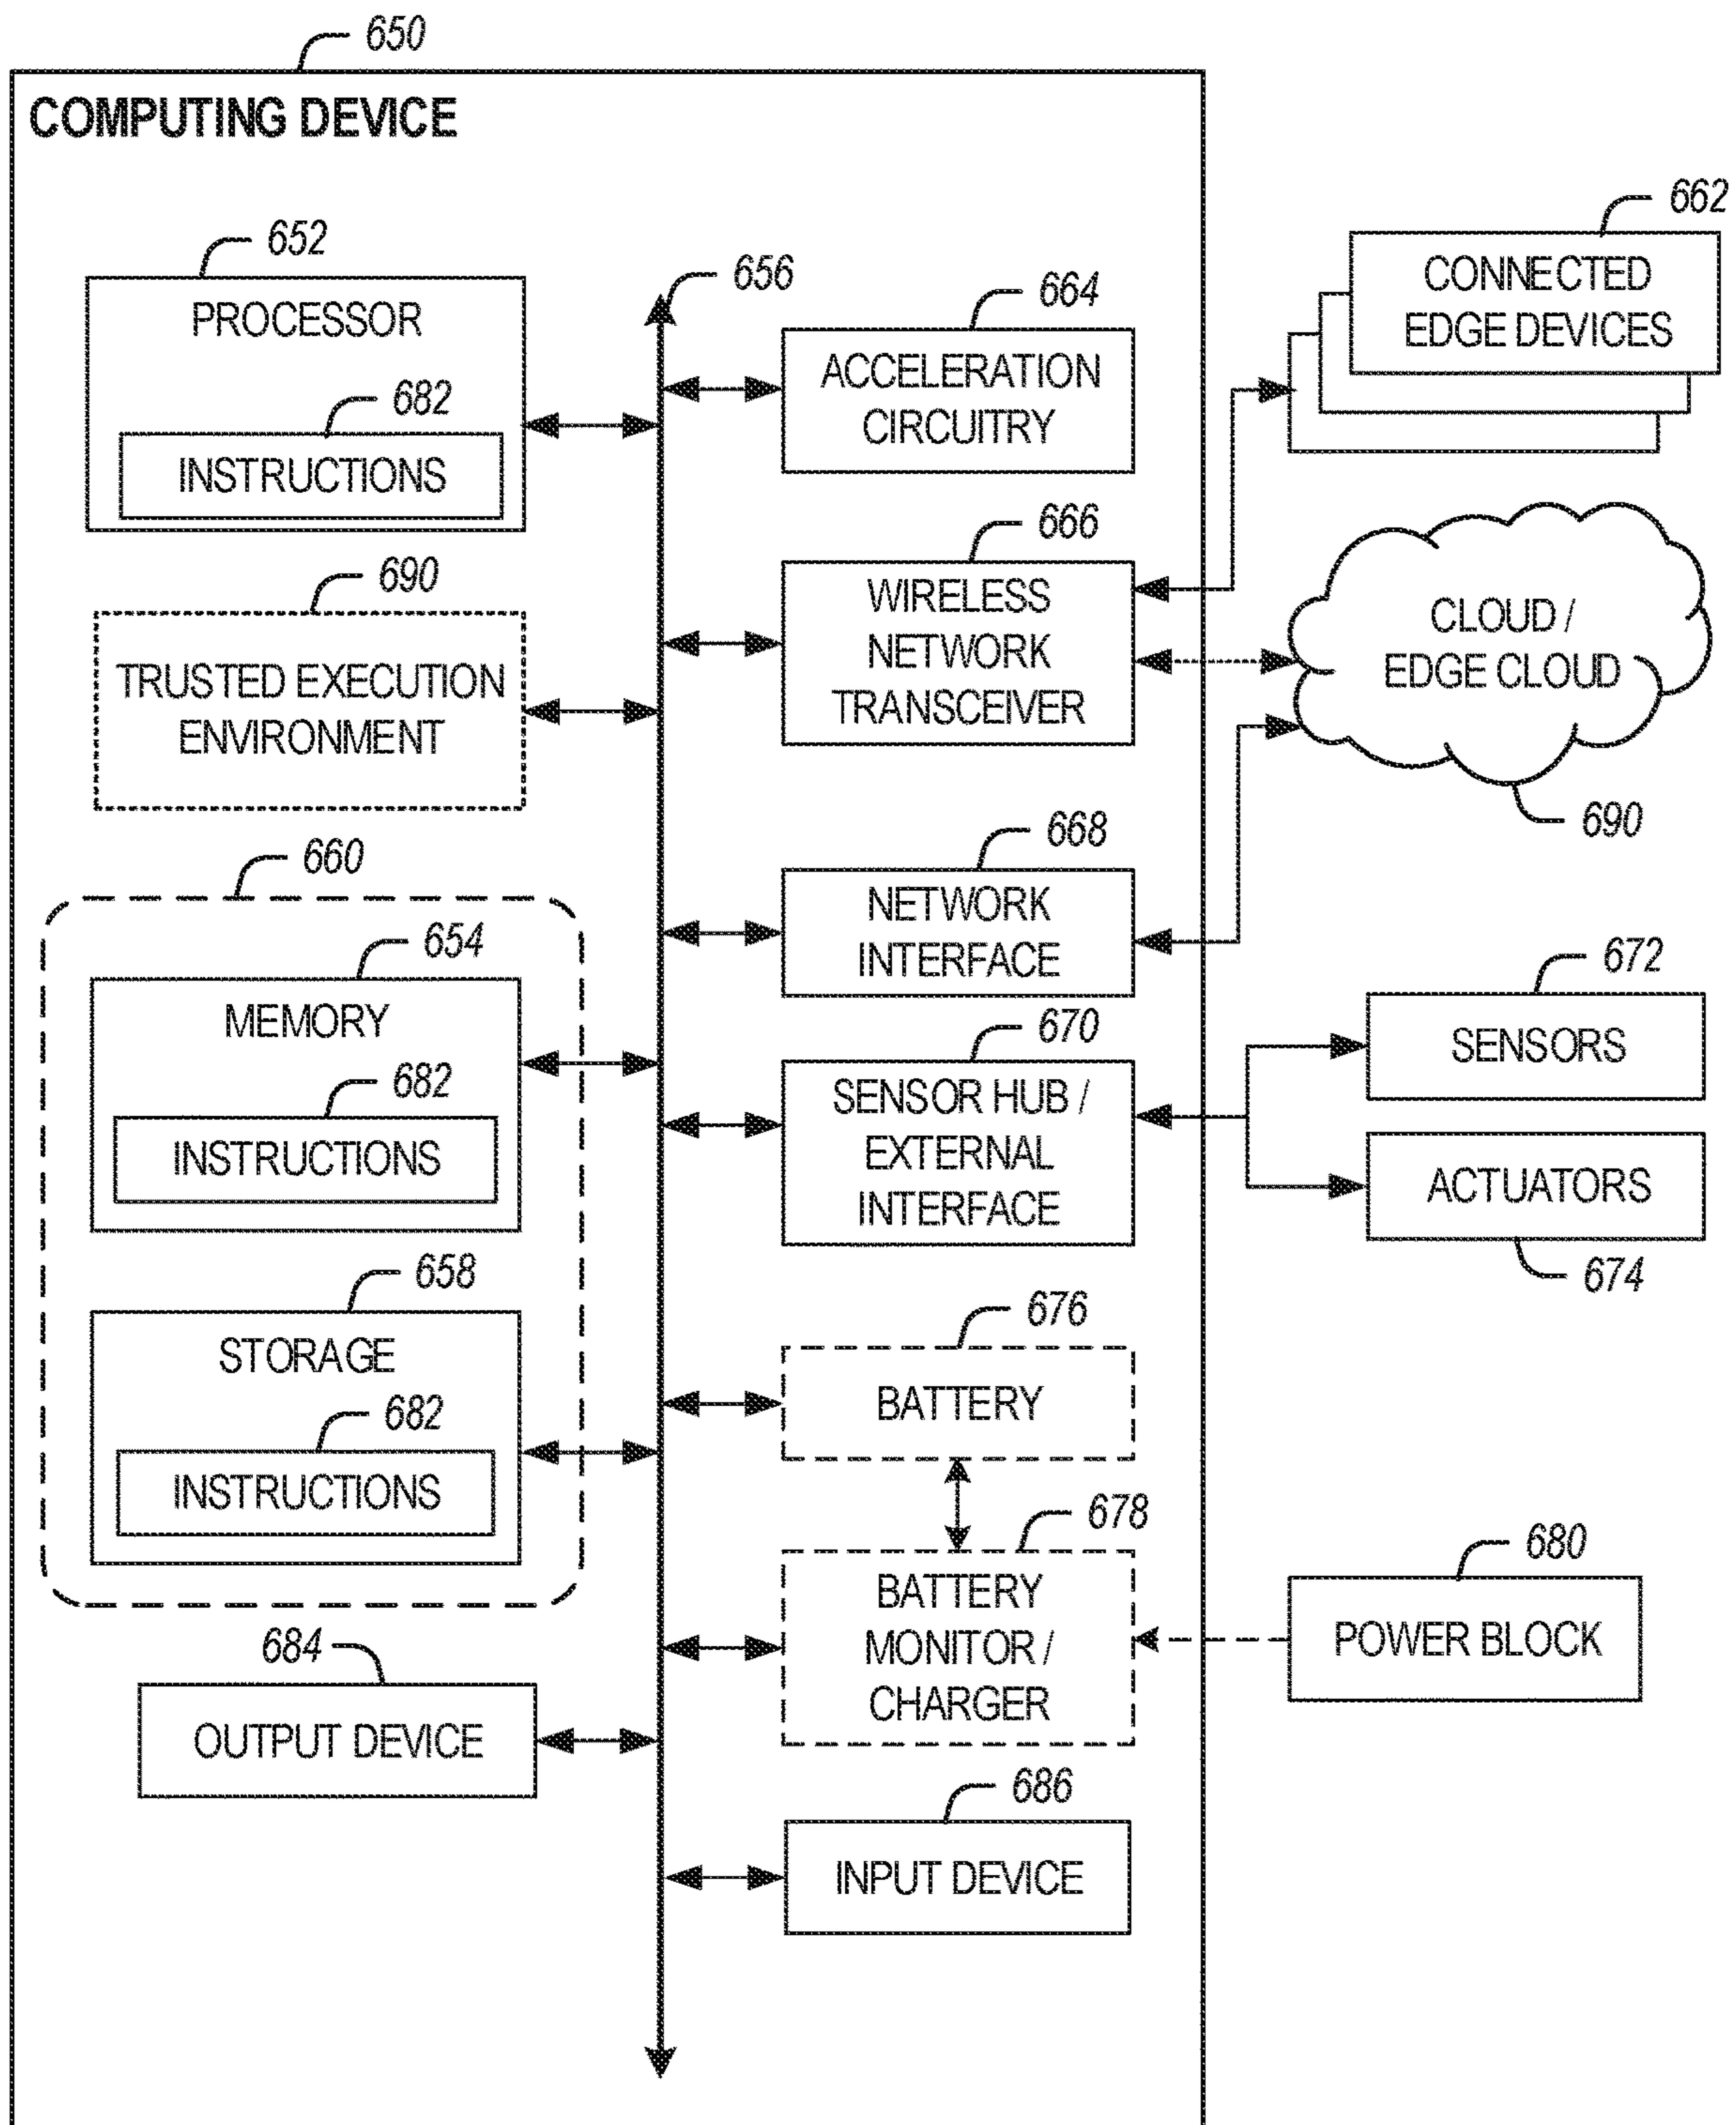 650
COMPUTING DEVICE
652
PROCESSOR
682
INSTRUCTIONS
690
TRUSTED EXECUTION
ENVIRONMENT
660
654
MEMORY
682
INSTRUCTIONS
658
STORAGE
682
INSTRUCTIONS
684
OUTPUT DEVICE
656
664
ACCELERATION
CIRCUITRY
666
WIRELESS
NETWORK
TRANSCEIVER
668
NETWORK
INTERFACE
670
SENSOR HUB /
EXTERNAL
INTERFACE
676
BATTERY
678
BATTERY
MONITOR /
CHARGER
686
INPUT DEVICE
662
CONNECTED
EDGE DEVICES
CLOUD /
EDGE CLOUD
690
672
SENSORS
ACTUATORS
674
680
POWER BLOCK